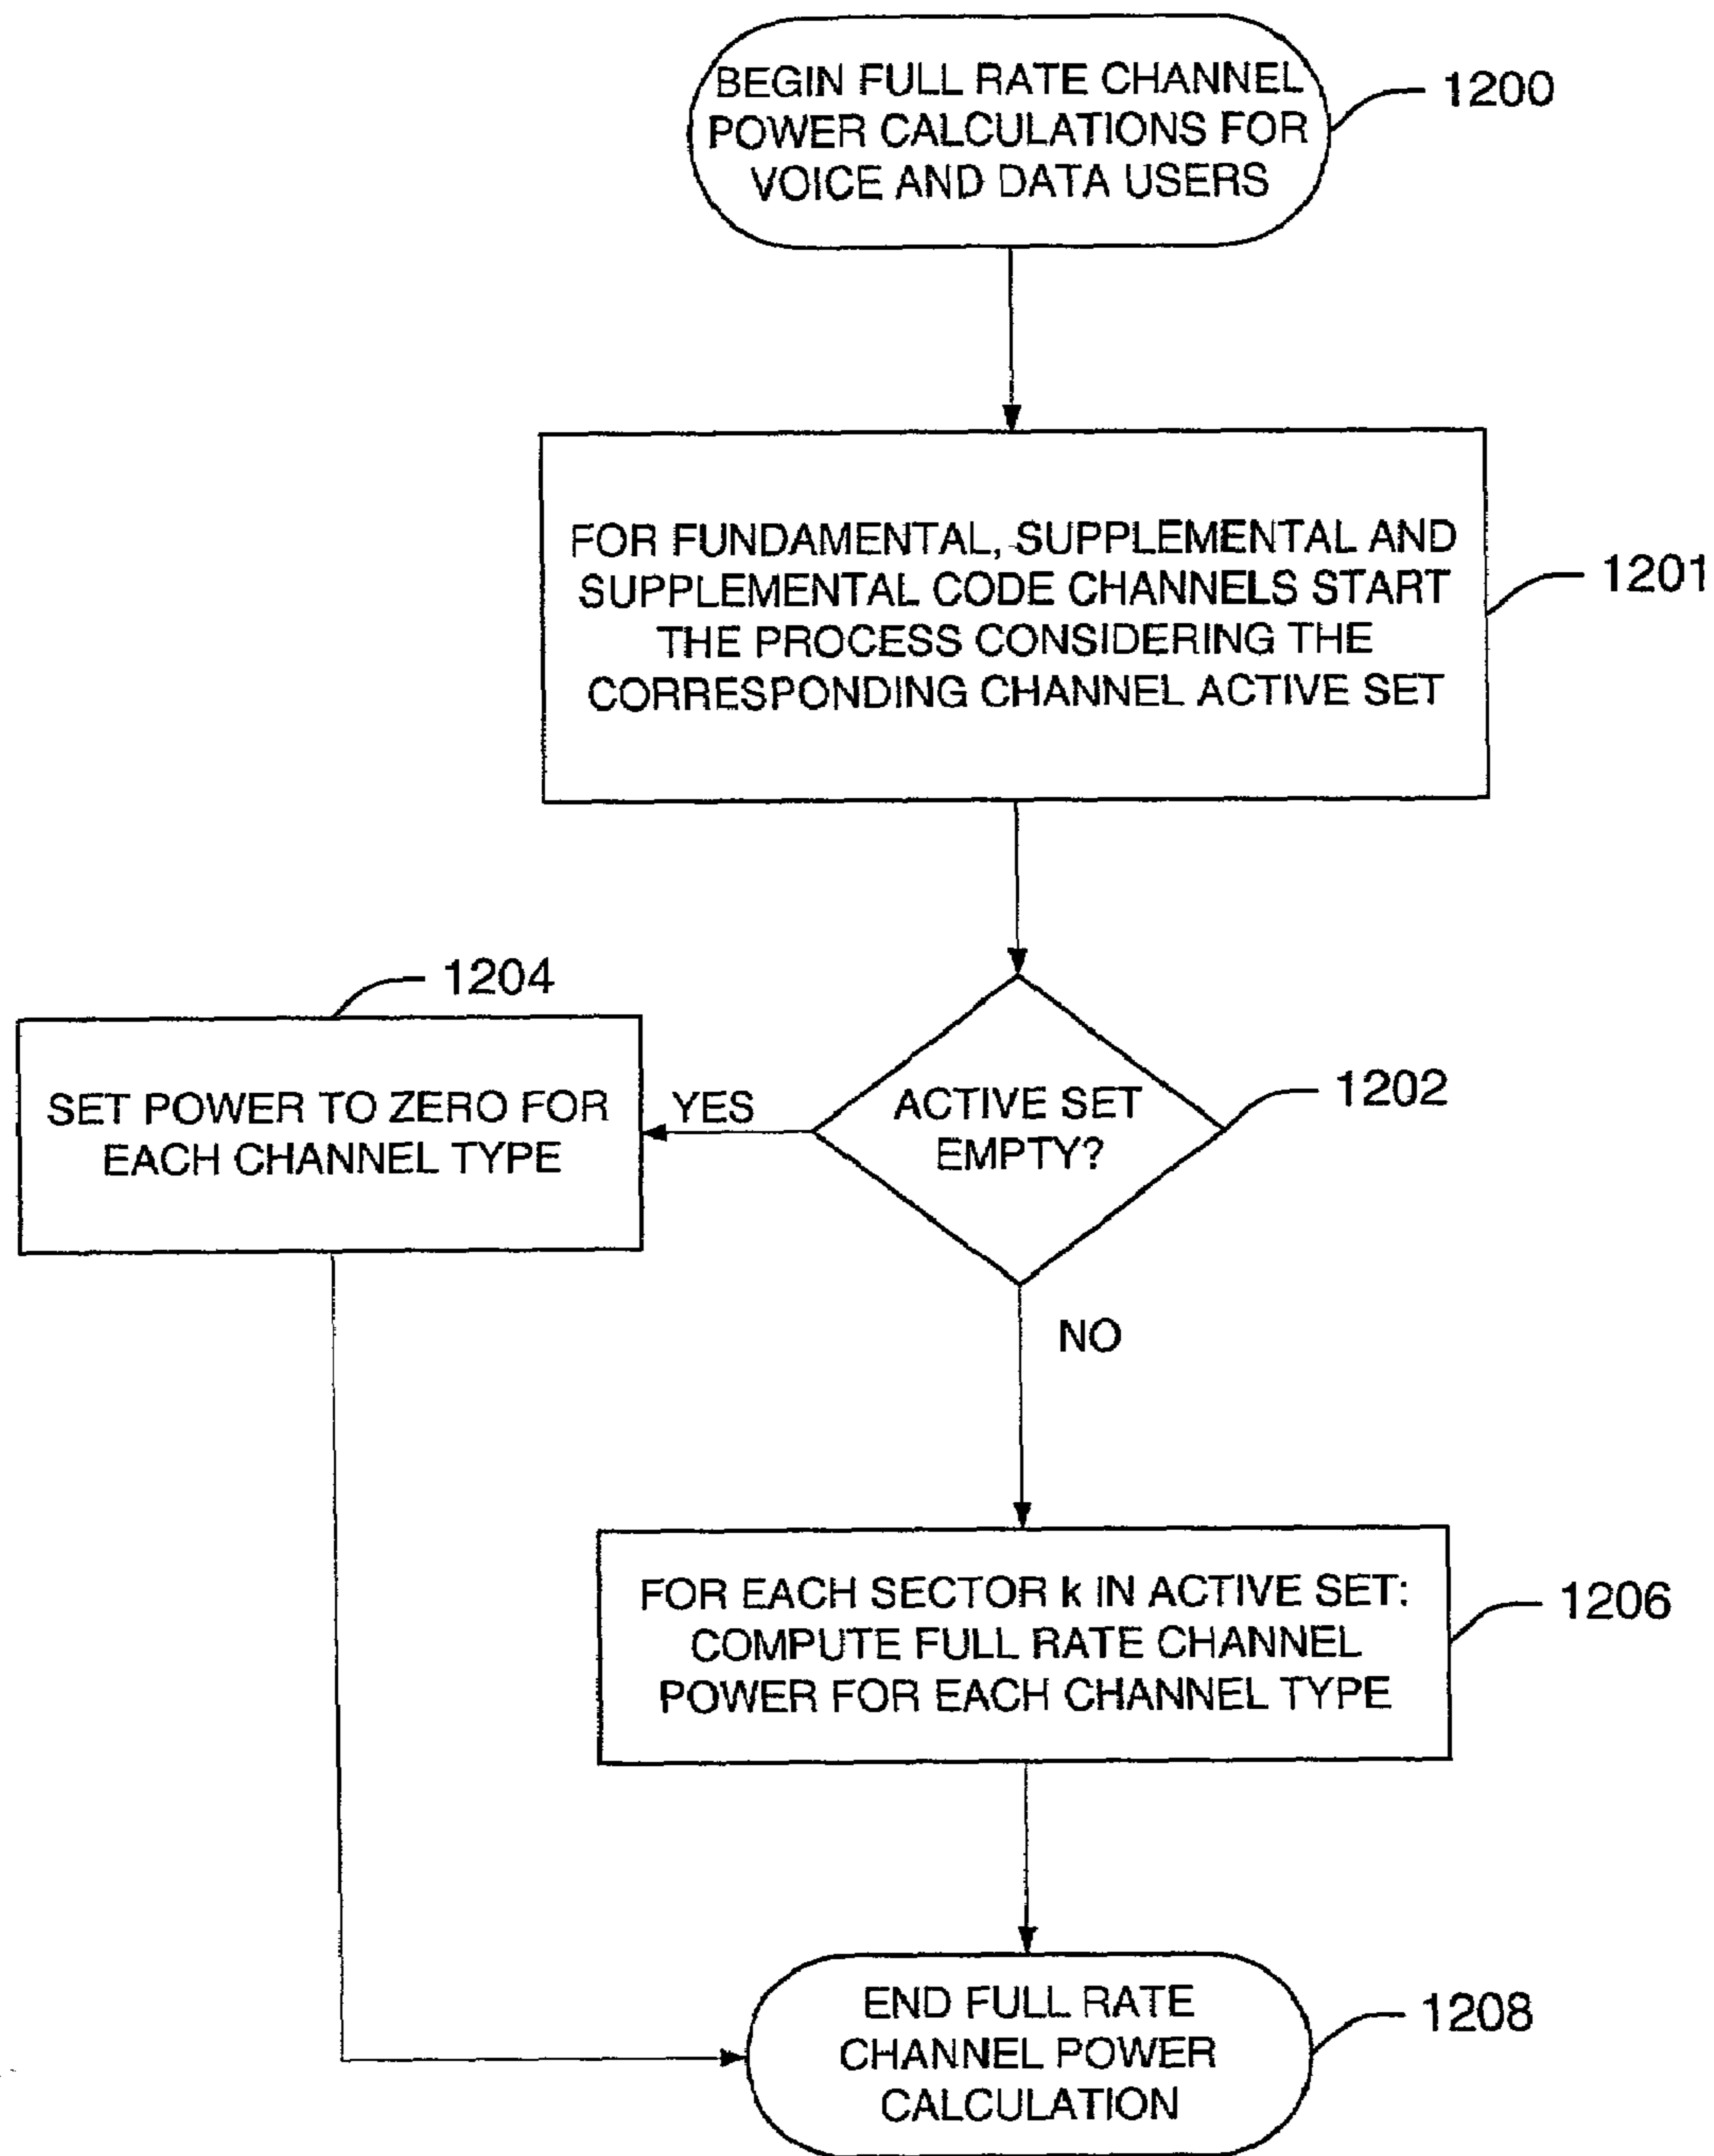 BEGIN FULL RATE CHANNEL
POWER CALCULATIONS FOR
VOICE AND DATA USERS
1200
FOR FUNDAMENTAL, SUPPLEMENTAL AND
SUPPLEMENTAL CODE CHANNELS START
THE PROCESS CONSIDERING THE
CORRESPONDING CHANNEL ACTIVE SET
1201
1204
SET POWER TO ZERO FOR
EACH CHANNEL TYPE
YES
ACTIVE SET
EMPTY?
1202
NO
FOR EACH SECTOR k IN ACTIVE SET:
COMPUTE FULL RATE CHANNEL
POWER FOR EACH CHANNEL TYPE
1206
END FULL RATE
CHANNEL POWER
CALCULATION
1208